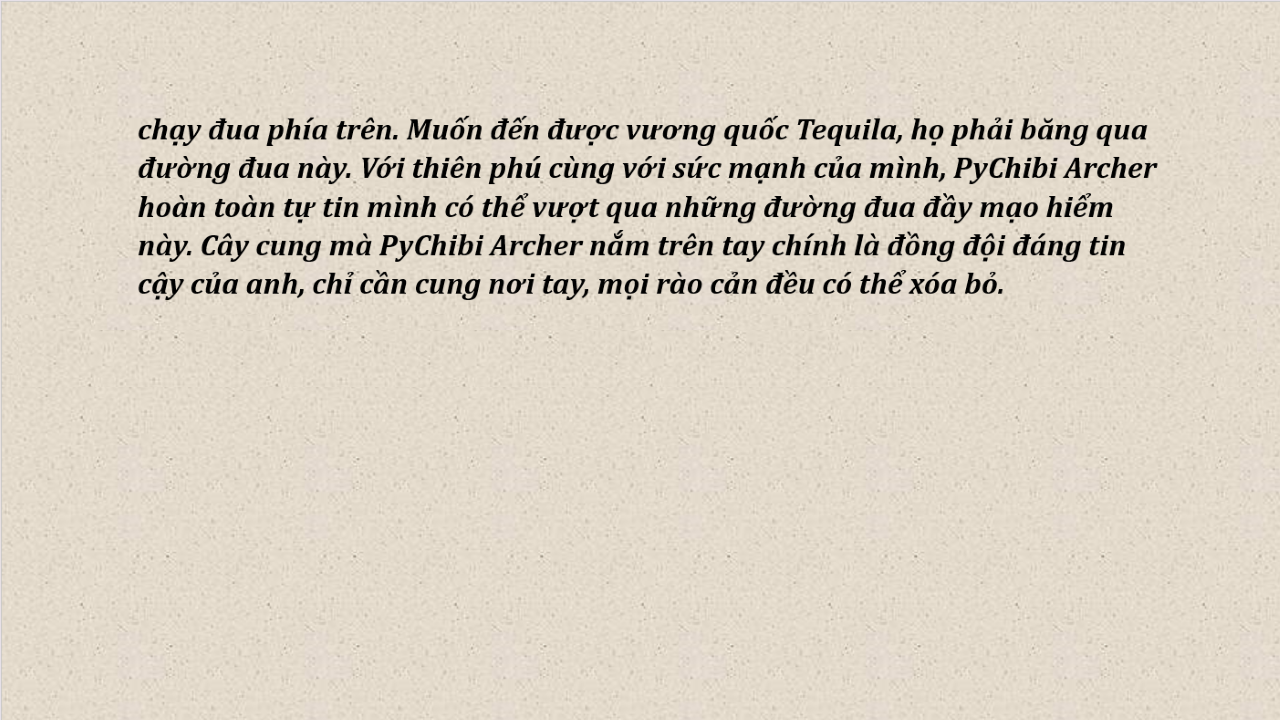 chạy đua phía trên. Muốn đến được vương quốc Tequila, họ phải băng qua
đường đua này. Với thiên phú cùng với sức mạnh của mình, PyChibi Archer
hoàn toàn tự tin mình có thể vượt qua những đường đua đầy mạo hiểm
này. Cây cung mà PyChibi Archer nắm trên tay chính là đồng đội đáng tin
cậy của anh, chỉ cần cung nơi tay, mọi rào cản đều có thể xóa bỏ.